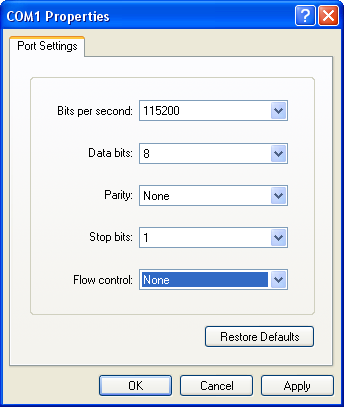 COM1 Properties
Port Settings
Bits per second: 115200
Data bits: 8
Parity: None
Stop bits: 1
Flow control: None
Restore Defaults
OK Cancel Apply